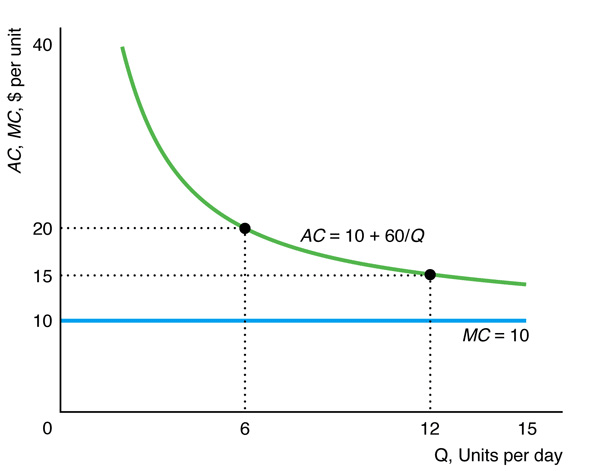 AC, MC, $ per unit
40
20
15
10
0
AC = 10 + 60/Q
MC = 10
6
12
15
Q, Units per day